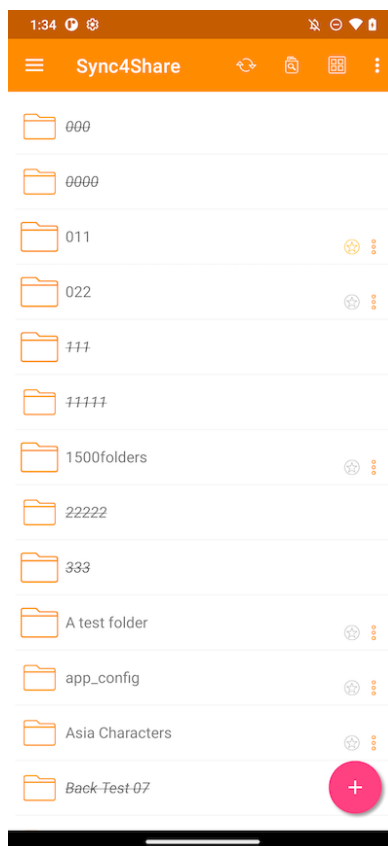 1:34
Sync4Share
000
0000
011
022
111
11111
1500folders
22222
333
A test folder
app_config
Asia Characters
Back Test 07